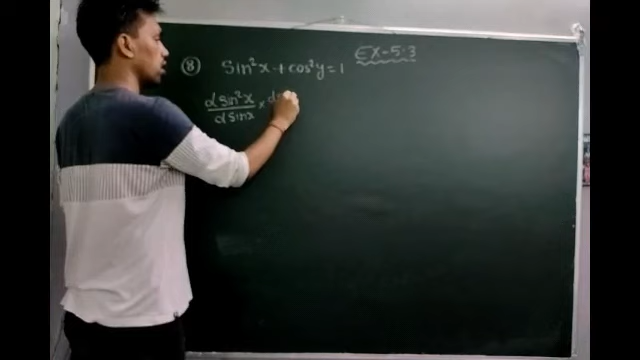 Ex-5.3
⑧ Sin²x + cos²y = 1
d sin²x / d sinx × d